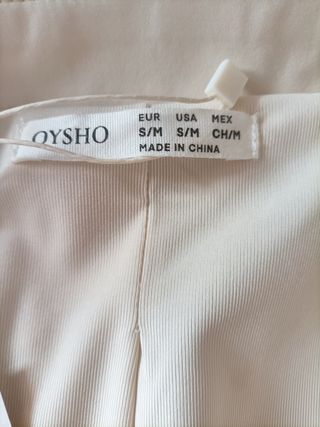 OYSHO
EUR USA MEX
S/M S/M CH/M
MADE IN CHINA